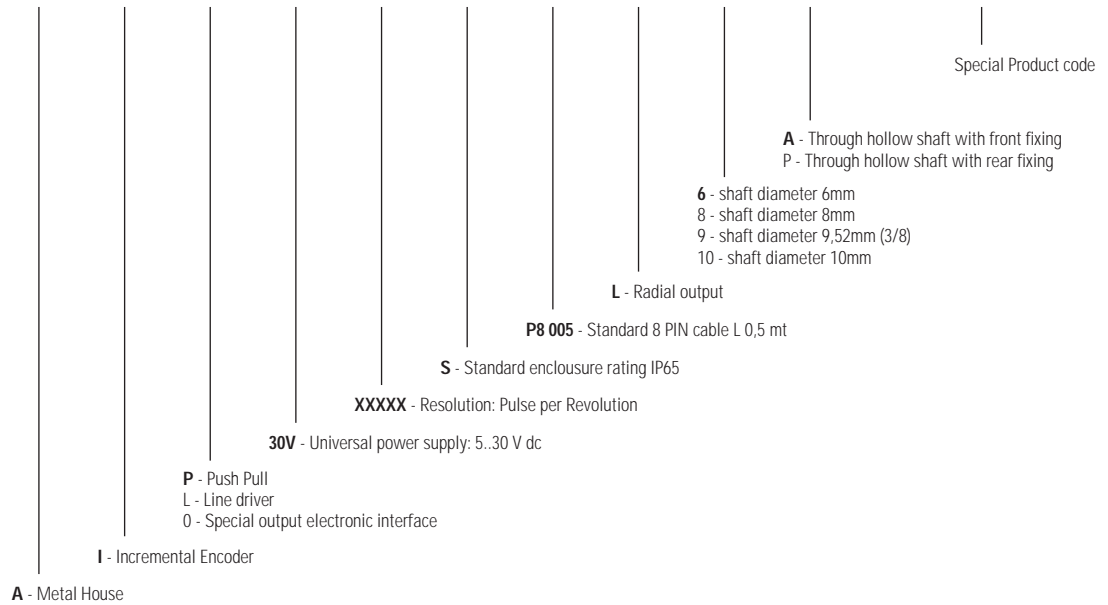 Special Product code
A - Through hollow shaft with front fixing
P - Through hollow shaft with rear fixing
6 - shaft diameter 6mm
8 - shaft diameter 8mm
9 - shaft diameter 9,52mm (3/8)
10 - shaft diameter 10mm
L - Radial output
P8 005 - Standard 8 PIN cable L 0,5 mt
S - Standard enclousure rating IP65
XXXXX - Resolution: Pulse per Revolution
30V - Universal power supply: 5..30 V dc
P - Push Pull
L - Line driver
0 - Special output electronic interface
I - Incremental Encoder
A - Metal House